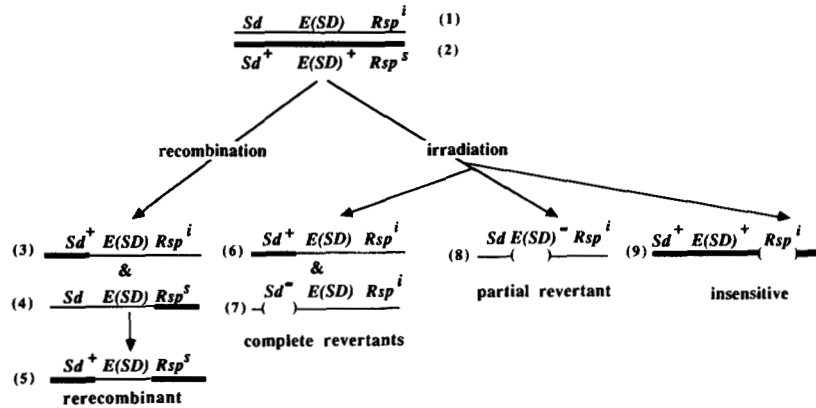 Sd E(SD) Rsp^i (1)
Sd^+ E(SD)^+ Rsp^s (2)
recombination
irradiation
(3) Sd^+ E(SD) Rsp^i
&
(4) Sd E(SD) Rsp^s
(5) Sd^+ E(SD) Rsp^s
rerecombinant
(6) Sd^+ E(SD) Rsp^i
&
(7) Sd^- E(SD) Rsp^i
complete revertants
(8) Sd E(SD)^- Rsp^i
partial revertant
(9) Sd^+ E(SD)^+ (Rsp^i)
insensitive